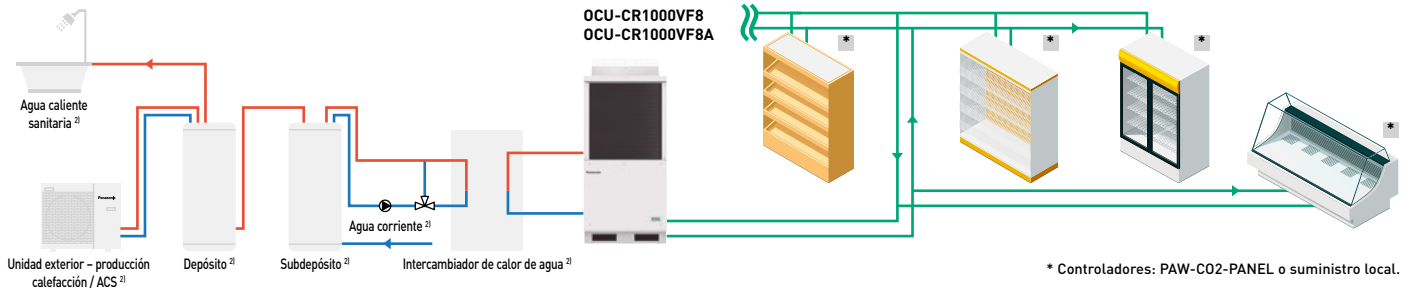 OCU-CR1000VF8
OCU-CR1000VF8A
*
*
*
*
Agua caliente
sanitaria 2)
Panasonic
Panasonic
Agua corriente 2)
Unidad exterior – producción
calefacción / ACS 2)
Depósito 2)
Subdepósito 2)
Intercambiador de calor de agua 2)
* Controladores: PAW-CO2-PANEL o suministro local.